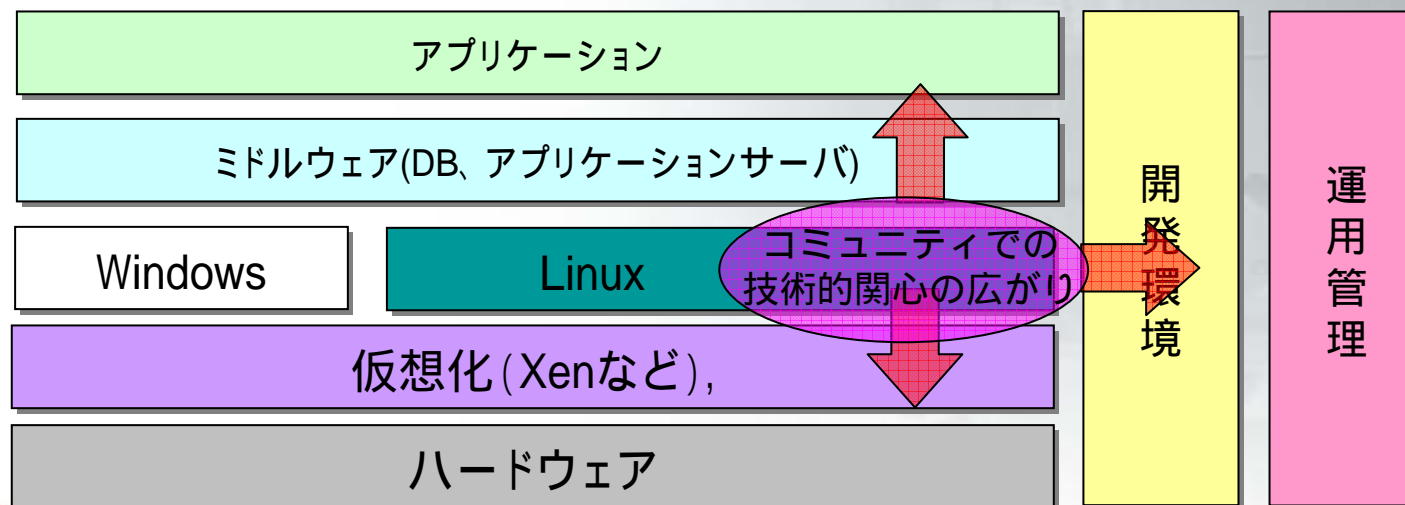 アプリケーション
ミドルウェア(DB、アプリケーションサーバ)
Windows
Linux
コミュニティでの
技術的関心の広がり
仮想化(Xenなど),
ハードウェア
開発環境
運用管理